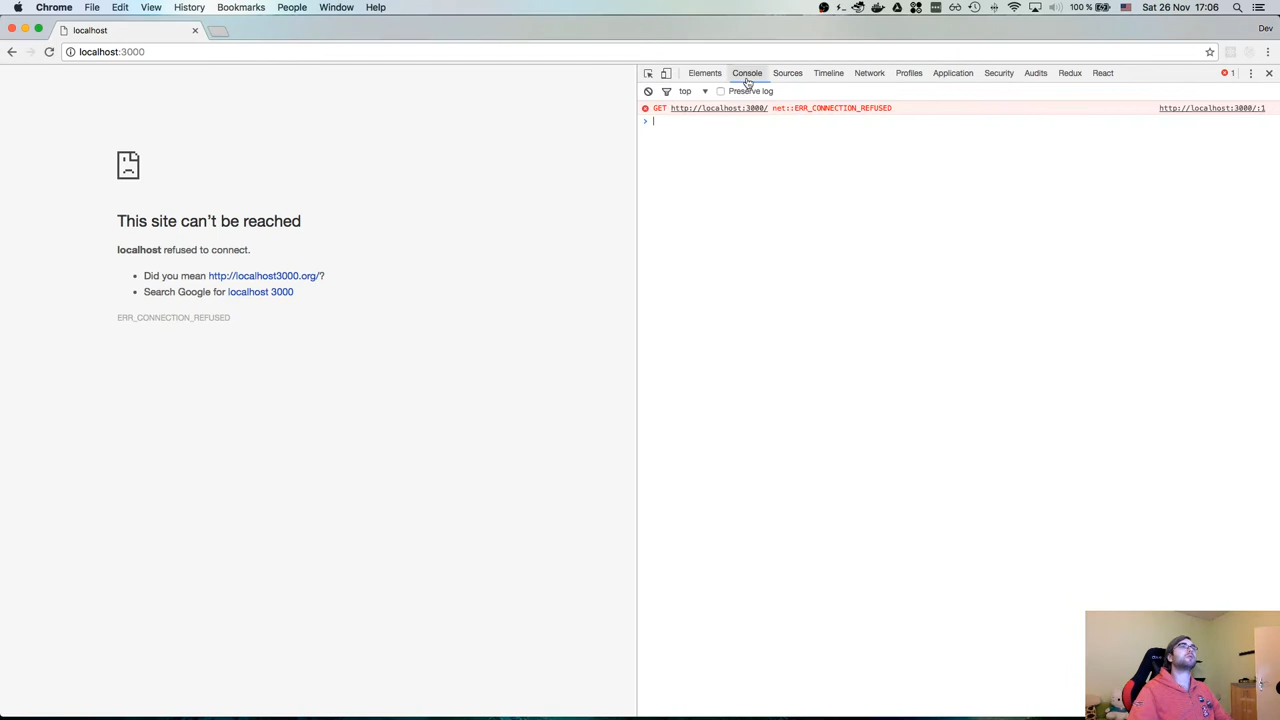 Chrome File Edit View History Bookmarks People Window Help 100 % Sat 26 Nov 17:06
localhost Dev
localhost:3000
Elements Console Sources Timeline Network Profiles Application Security Audits Redux React 1
top Preserve log
GET http://localhost:3000/ net::ERR_CONNECTION_REFUSED http://localhost:3000/:1
This site can't be reached
localhost refused to connect.
Did you mean http://localhost3000.org/?
Search Google for localhost 3000
ERR_CONNECTION_REFUSED